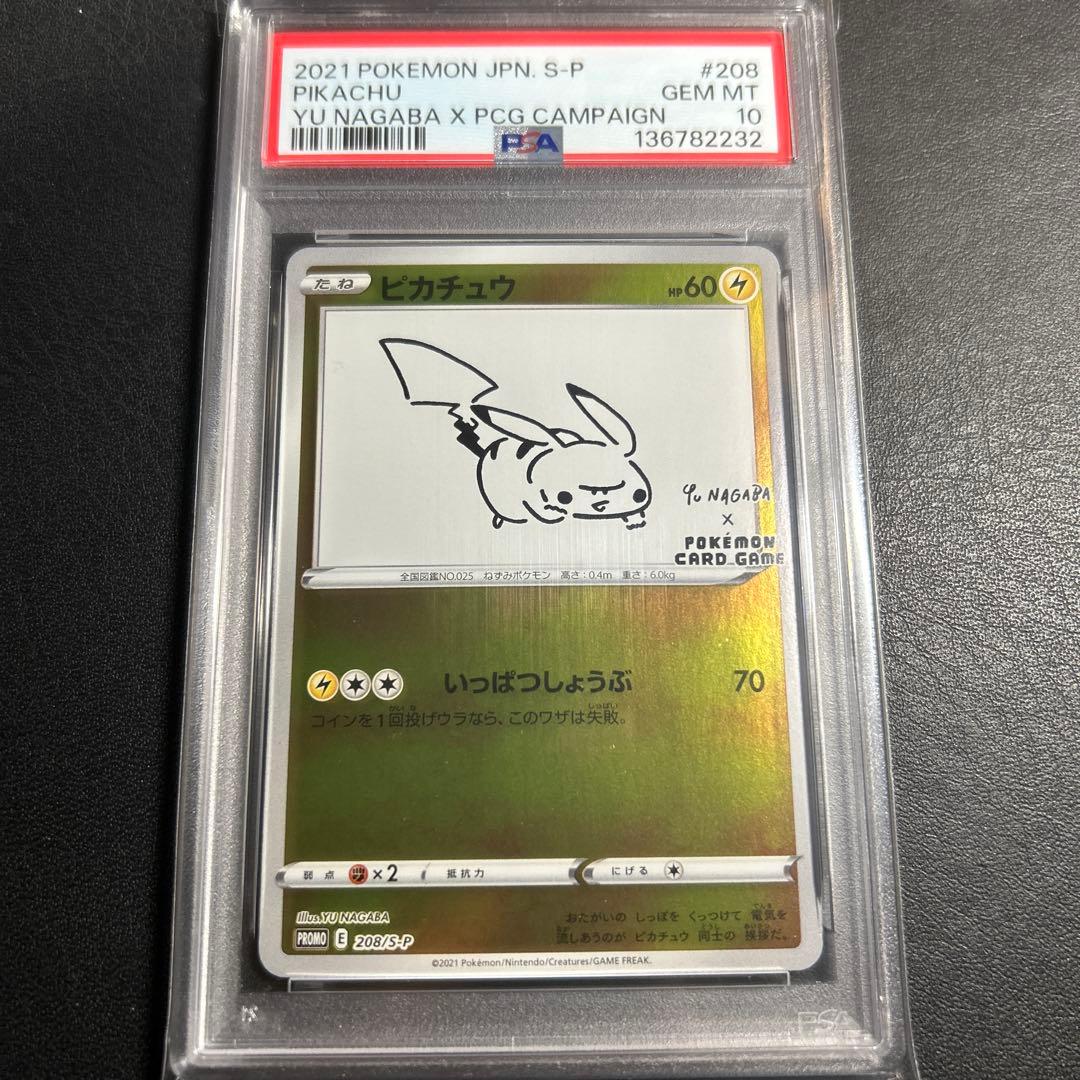 2021 POKEMON JPN. S-P #208
PIKACHU GEM MT
YU NAGABA X PCG CAMPAIGN 10
PSA 136782232
たね ピカチュウ HP 60
YU NAGABA
×
POKÉMON
CARD GAME
全国図鑑NO.025 ねずみポケモン 高さ:0.4m 重さ:6.0kg
いっぱつしょうぶ 70
コインを1回投げウラなら、このワザは失敗。
弱点 ×2 抵抗力 にげる
Illus. YU NAGABA
PROMO E 208/S-P
おたがいの しっぽを くっつけて 電気を
流しあうのが ピカチュウ 同士の 挨拶だ。
©2021 Pokémon/Nintendo/Creatures/GAME FREAK.
PSA